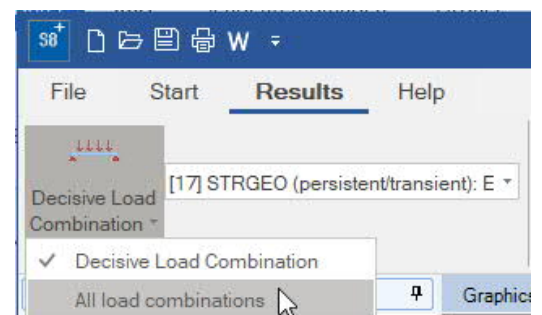 S8+ W
File Start Results Help
[17] STRGEO (persistent/transient): E
Decisive Load
Combination
✓ Decisive Load Combination
All load combinations
Graphics